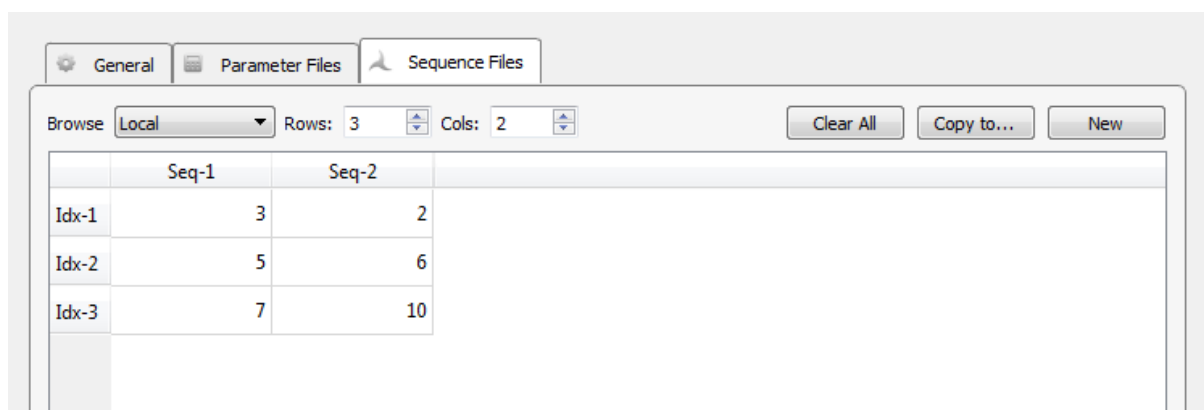 General Parameter Files Sequence Files
Browse Local Rows: 3 Cols: 2 Clear All Copy to... New
Seq-1 Seq-2
Idx-1 3 2
Idx-2 5 6
Idx-3 7 10